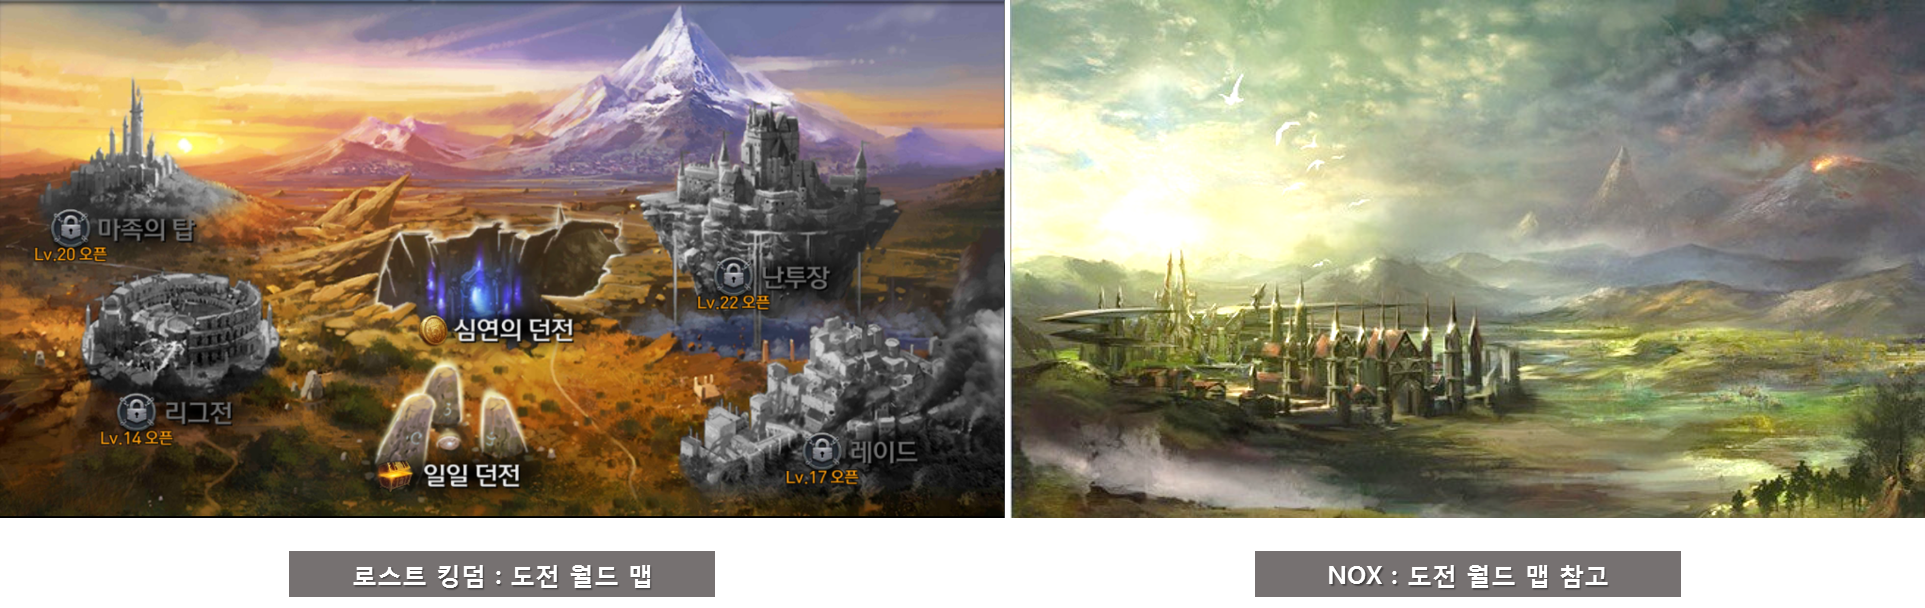 마족의 탑
Lv.20 오픈
난투장
Lv.22 오픈
심연의 던전
리그전
Lv.14 오픈
레이드
Lv.17 오픈
일일 던전
로스트 킹덤 : 도전 월드 맵
NOX : 도전 월드 맵 참고